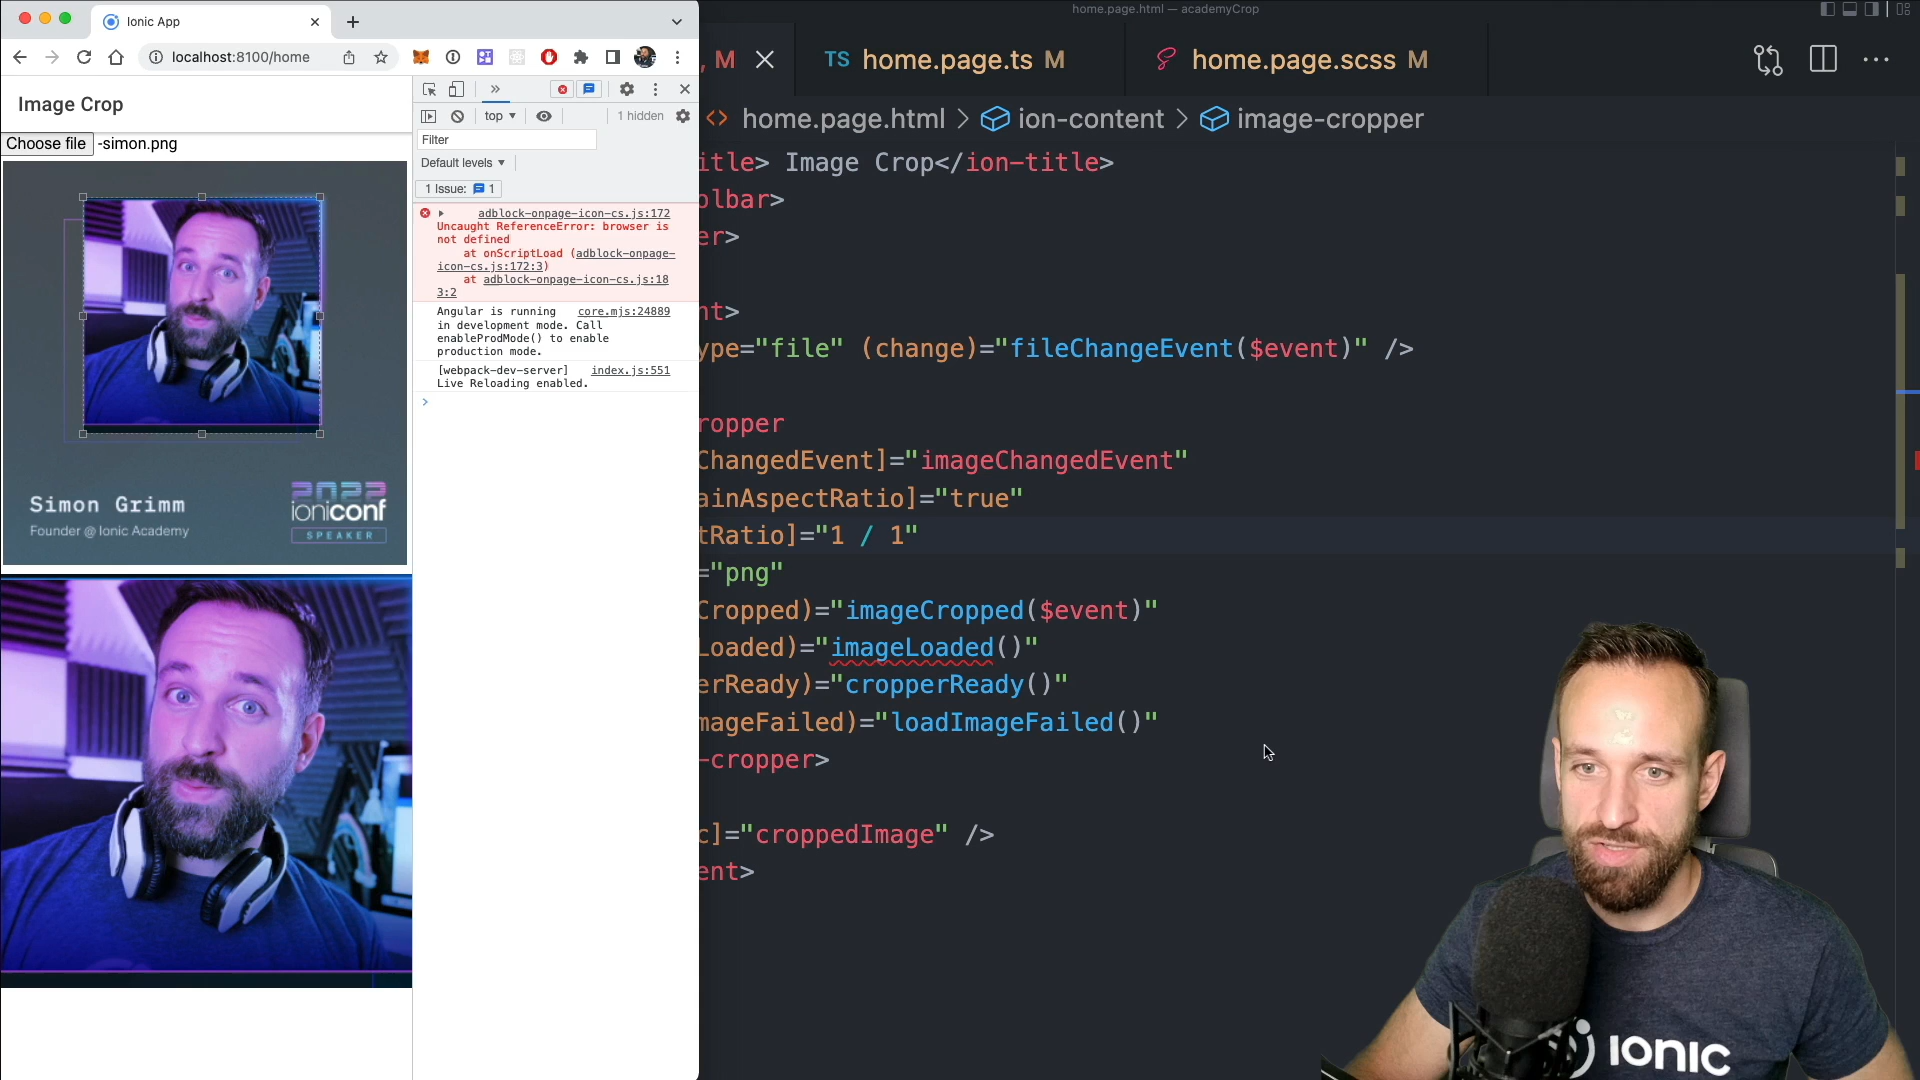 Ionic App
localhost:8100/home
Image Crop
Choose file -simon.png
Simon Grimm
Founder @ Ionic Academy
2022
ioniconf
SPEAKER
top
1 hidden
Filter
Default levels
1 Issue: 1
adblock-onpage-icon-cs.js:172
Uncaught ReferenceError: browser is
not defined
at onScriptLoad (adblock-onpage-
icon-cs.js:172:3)
at adblock-onpage-icon-cs.js:18
3:2
Angular is running core.mjs:24889
in development mode. Call
enableProdMode() to enable
production mode.
[webpack-dev-server] index.js:551
Live Reloading enabled.
home.page.html — academyCrop
, M
TS home.page.ts M
home.page.scss M
home.page.html > ion-content > image-cropper
itle> Image Crop</ion-title>
olbar>
er>
nt>
ype="file" (change)="fileChangeEvent($event)" />
ropper
ChangedEvent]="imageChangedEvent"
ainAspectRatio]="true"
tRatio]="1 / 1"
="png"
Cropped)="imageCropped($event)"
Loaded)="imageLoaded()"
erReady)="cropperReady()"
mageFailed)="loadImageFailed()"
-cropper>
c]="croppedImage" />
ent>
IONIC